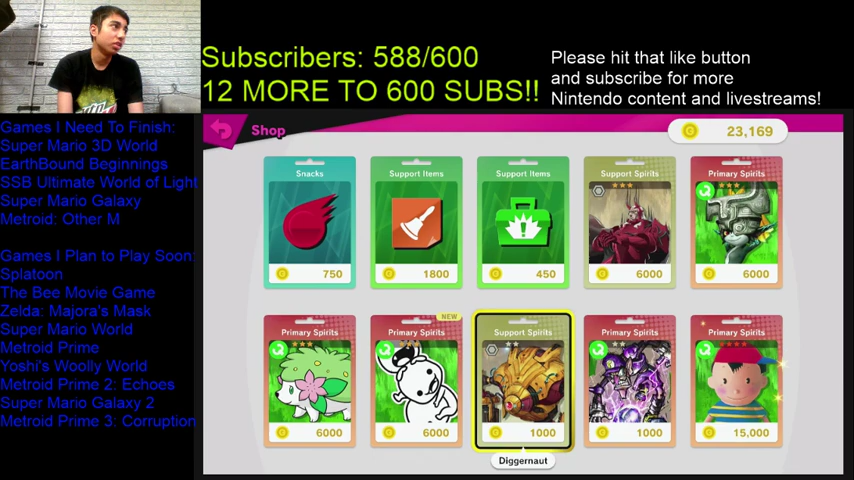 Subscribers: 588/600
12 MORE TO 600 SUBS!!
Please hit that like button
and subscribe for more
Nintendo content and livestreams!
Games I Need To Finish:
Super Mario 3D World
EarthBound Beginnings
SSB Ultimate World of Light
Super Mario Galaxy
Metroid: Other M
Games I Plan to Play Soon:
Splatoon
The Bee Movie Game
Zelda: Majora's Mask
Super Mario World
Metroid Prime
Yoshi's Woolly World
Metroid Prime 2: Echoes
Super Mario Galaxy 2
Metroid Prime 3: Corruption
Shop
G 23,169
Snacks
G 750
Support Items
G 1800
Support Items
G 450
Support Spirits
G 6000
Primary Spirits
G 6000
Primary Spirits
G 6000
NEW
Primary Spirits
G 6000
Support Spirits
G 1000
Primary Spirits
G 1000
Primary Spirits
G 15,000
Diggernaut